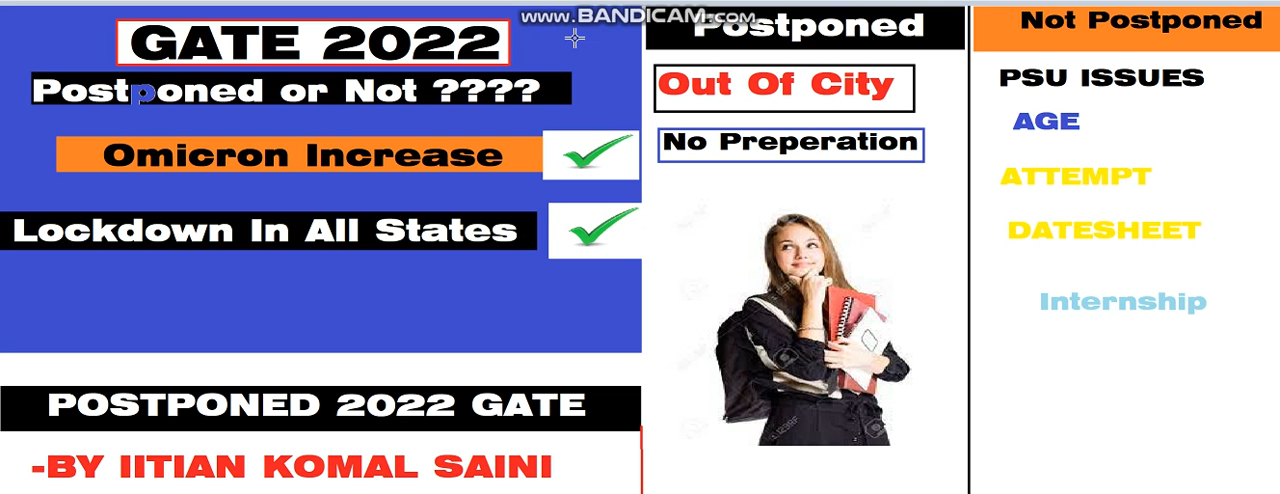 www.BANDICAM.com
GATE 2022
Postponed or Not ????
Omicron Increase
Lockdown In All States
POSTPONED 2022 GATE
-BY IITIAN KOMAL SAINI
Postponed
Out Of City
No Preperation
Not Postponed
PSU ISSUES
AGE
ATTEMPT
DATESHEET
Internship